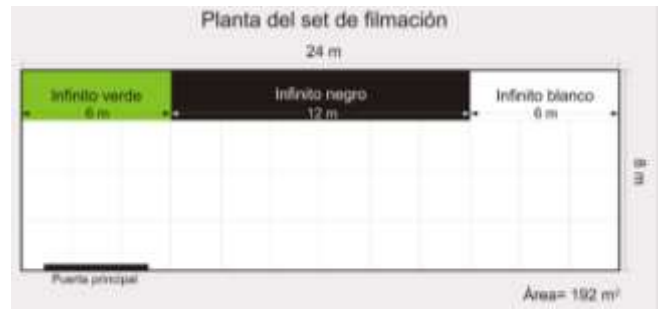 Planta del set de filmación
24 m
Infinito verde
6 m
Infinito negro
12 m
Infinito blanco
6 m
8 m
Puerta principal
Área= 192 m²